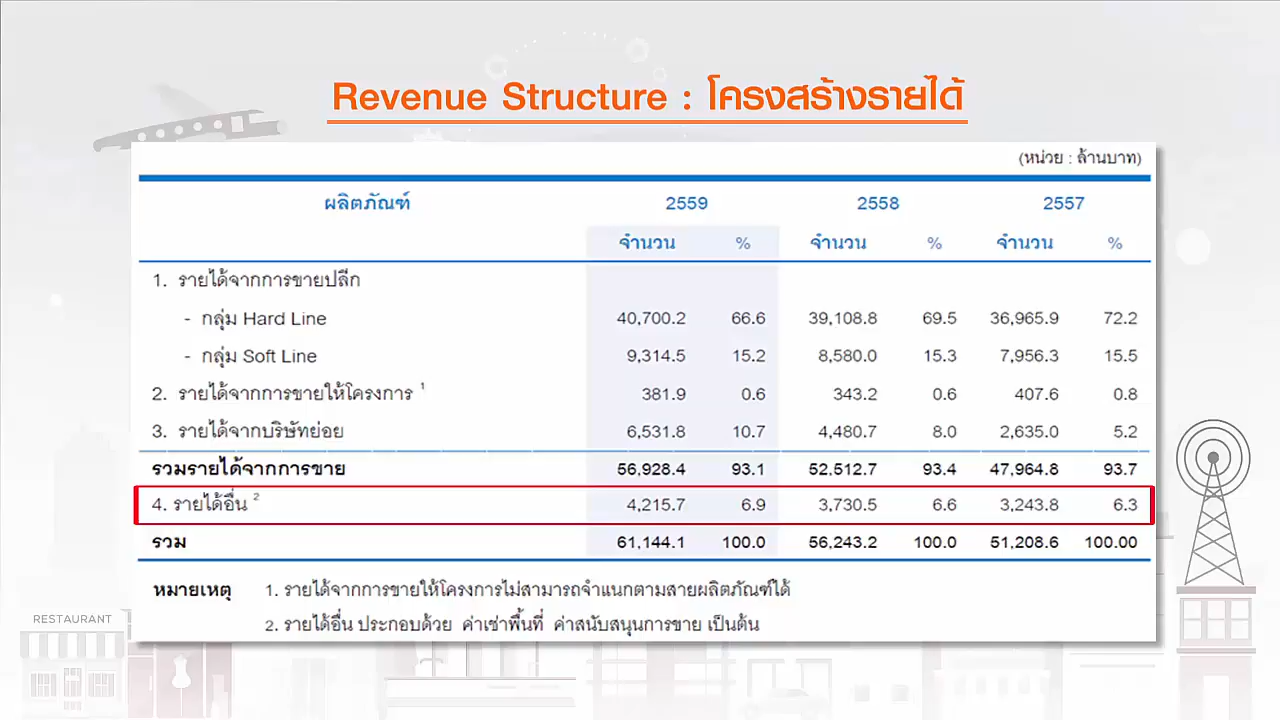 Revenue Structure : โครงสร้างรายได้
(หน่วย : ล้านบาท)
ผลิตภัณฑ์ 2559 2558 2557
จำนวน % จำนวน % จำนวน %
1. รายได้จากการขายปลีก
- กลุ่ม Hard Line 40,700.2 66.6 39,108.8 69.5 36,965.9 72.2
- กลุ่ม Soft Line 9,314.5 15.2 8,580.0 15.3 7,956.3 15.5
2. รายได้จากการขายให้โครงการ 1 381.9 0.6 343.2 0.6 407.6 0.8
3. รายได้จากบริษัทย่อย 6,531.8 10.7 4,480.7 8.0 2,635.0 5.2
รวมรายได้จากการขาย 56,928.4 93.1 52,512.7 93.4 47,964.8 93.7
4. รายได้อื่น 2 4,215.7 6.9 3,730.5 6.6 3,243.8 6.3
รวม 61,144.1 100.0 56,243.2 100.0 51,208.6 100.00
หมายเหตุ 1. รายได้จากการขายให้โครงการไม่สามารถจำแนกตามสายผลิตภัณฑ์ได้
2. รายได้อื่น ประกอบด้วย ค่าเช่าพื้นที่ ค่าสนับสนุนการขาย เป็นต้น
RESTAURANT